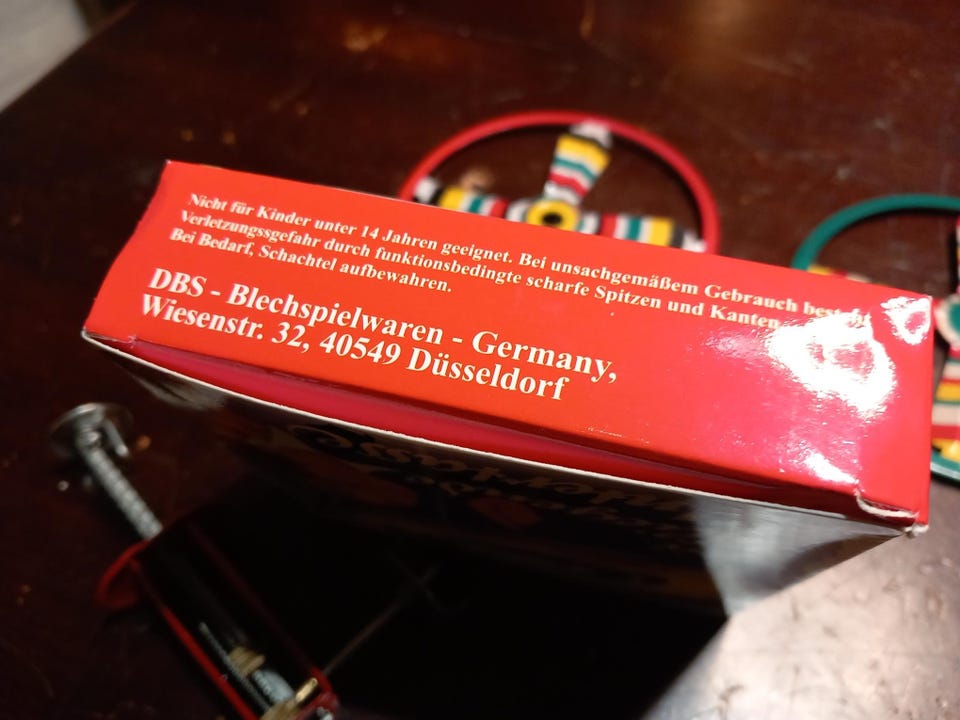 Nicht für Kinder unter 14 Jahren geeignet. Bei unsachgemäßem Gebrauch besteht
Verletzungssgefahr durch funktionsbedingte scharfe Spitzen und Kanten.
Bei Bedarf, Schachtel aufbewahren.
DBS - Blechspielwaren - Germany,
Wiesenstr. 32, 40549 Düsseldorf